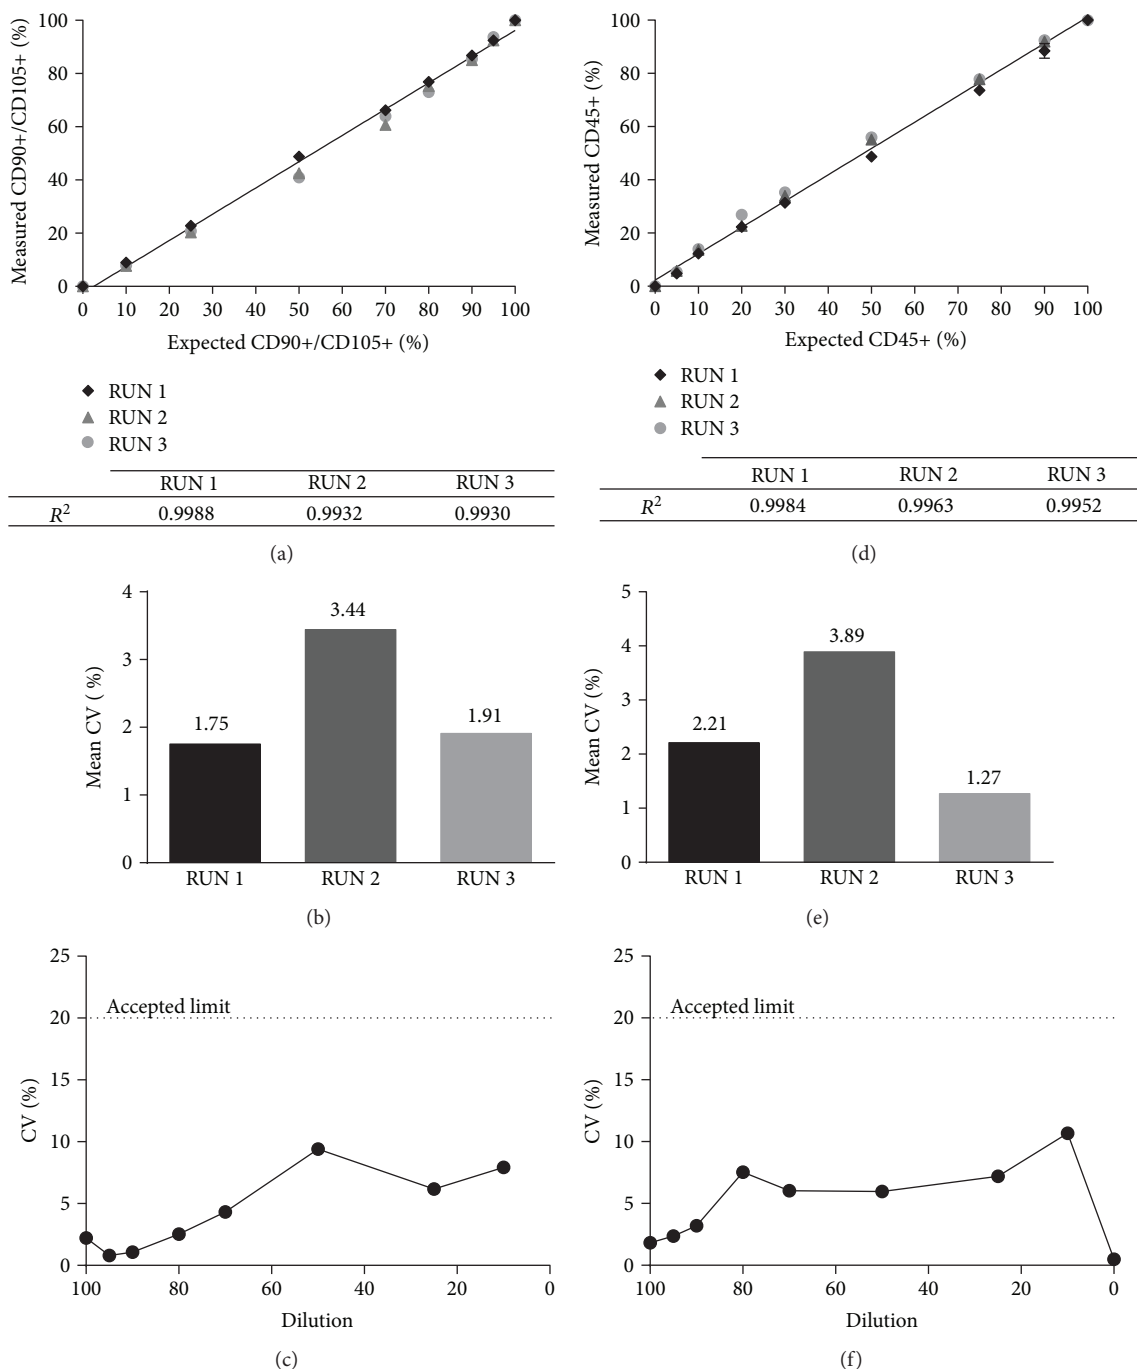 Measured CD90+/CD105+ (%)
100
80
60
40
20
0
0 10 20 30 40 50 60 70 80 90 100
Expected CD90+/CD105+ (%)
RUN 1
RUN 2
RUN 3
RUN 1 RUN 2 RUN 3
R² 0.9988 0.9932 0.9930
(a)
Measured CD45+ (%)
100
80
60
40
20
0
0 10 20 30 40 50 60 70 80 90 100
Expected CD45+ (%)
RUN 1
RUN 2
RUN 3
RUN 1 RUN 2 RUN 3
R² 0.9984 0.9963 0.9952
(d)
Mean CV ( %)
4
3
2
1
0
1.75
3.44
1.91
RUN 1 RUN 2 RUN 3
(b)
Mean CV (%)
5
4
3
2
1
0
2.21
3.89
1.27
RUN 1 RUN 2 RUN 3
(e)
CV (%)
25
20
15
10
5
0
Accepted limit
100 80 60 40 20 0
Dilution
(c)
CV (%)
25
20
15
10
5
0
Accepted limit
100 80 60 40 20 0
Dilution
(f)